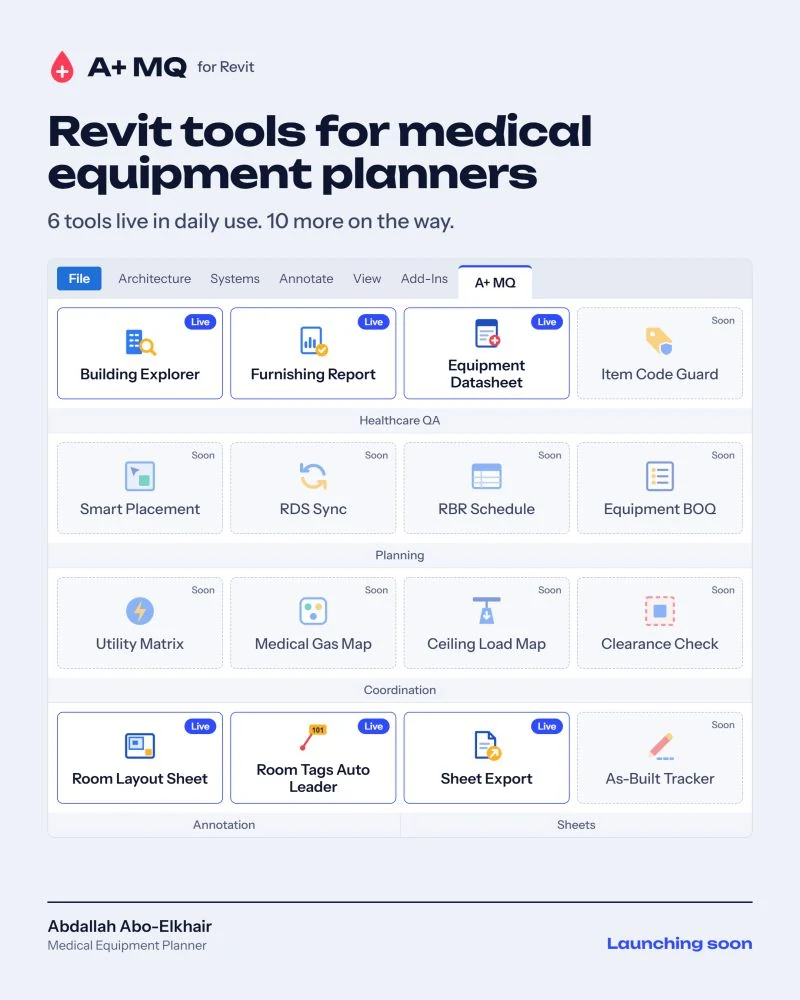 A+ MQ for Revit
Revit tools for medical
equipment planners
6 tools live in daily use. 10 more on the way.
File Architecture Systems Annotate View Add-Ins A+ MQ
Live
Building Explorer
Live
Furnishing Report
Live
Equipment
Datasheet
Soon
Item Code Guard
Healthcare QA
Soon
Smart Placement
Soon
RDS Sync
Soon
RBR Schedule
Soon
Equipment BOQ
Planning
Soon
Utility Matrix
Soon
Medical Gas Map
Soon
Ceiling Load Map
Soon
Clearance Check
Coordination
Live
Room Layout Sheet
Live
101
Room Tags Auto
Leader
Live
Sheet Export
Soon
As-Built Tracker
Annotation Sheets
Abdallah Abo-Elkhair
Medical Equipment Planner
Launching soon